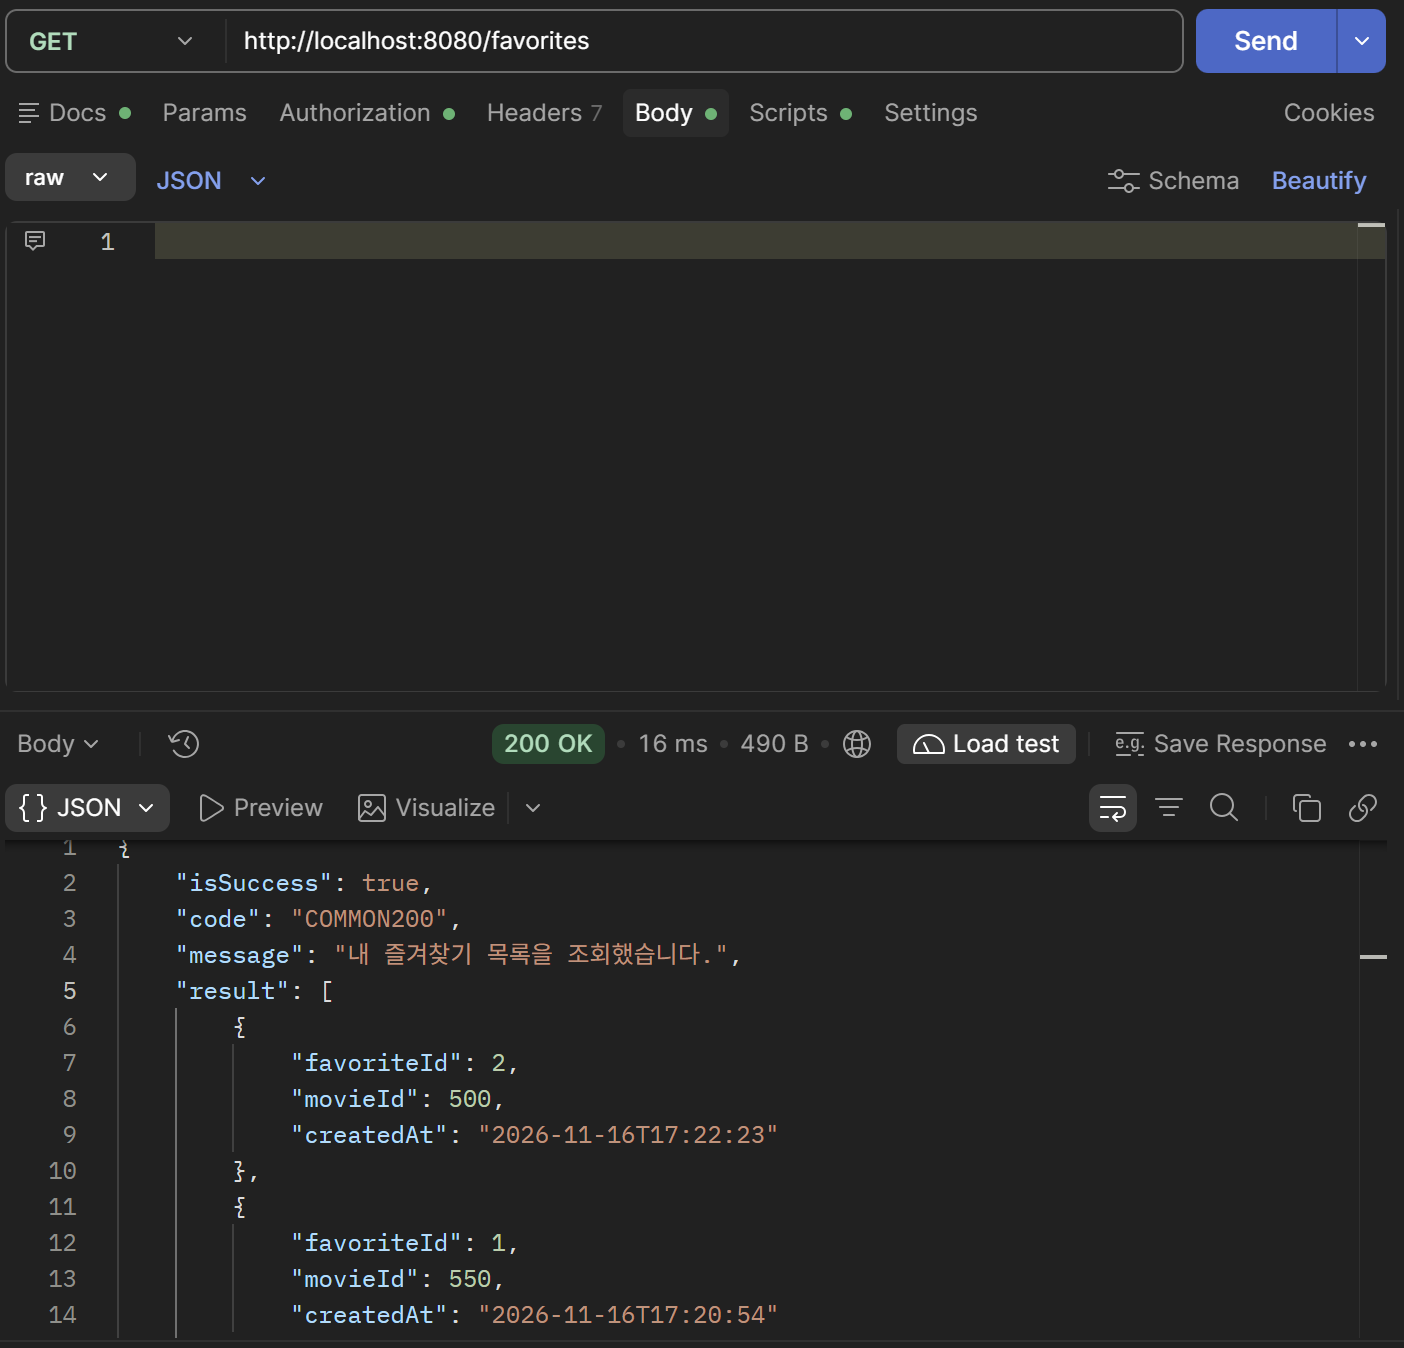 GET http://localhost:8080/favorites Send
Docs Params Authorization Headers 7 Body Scripts Settings Cookies
raw JSON Schema Beautify
1
Body 200 OK • 16 ms • 490 B • Load test e.g. Save Response
{} JSON Preview Visualize
1 {
2 "isSuccess": true,
3 "code": "COMMON200",
4 "message": "내 즐겨찾기 목록을 조회했습니다.",
5 "result": [
6 {
7 "favoriteId": 2,
8 "movieId": 500,
9 "createdAt": "2026-11-16T17:22:23"
10 },
11 {
12 "favoriteId": 1,
13 "movieId": 550,
14 "createdAt": "2026-11-16T17:20:54"